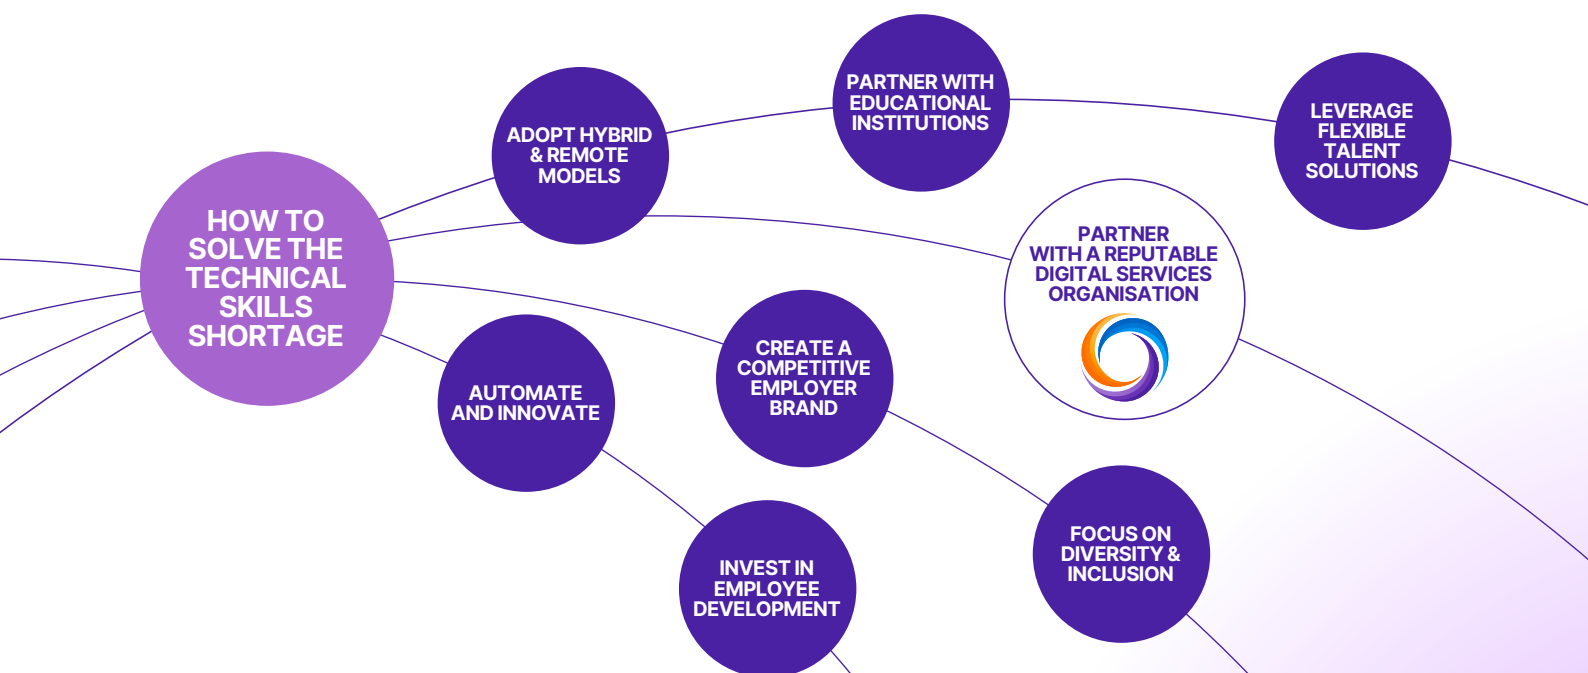 HOW TO
SOLVE THE
TECHNICAL
SKILLS
SHORTAGE
ADOPT HYBRID
& REMOTE
MODELS
PARTNER WITH
EDUCATIONAL
INSTITUTIONS
LEVERAGE
FLEXIBLE
TALENT
SOLUTIONS
PARTNER
WITH A REPUTABLE
DIGITAL SERVICES
ORGANISATION
CREATE A
COMPETITIVE
EMPLOYER
BRAND
AUTOMATE
AND INNOVATE
FOCUS ON
DIVERSITY &
INCLUSION
INVEST IN
EMPLOYEE
DEVELOPMENT